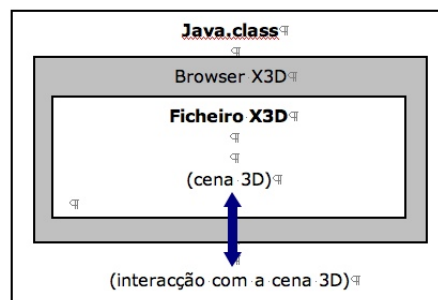 Java.class
Browser X3D
Ficheiro X3D
(cena 3D)
(interacção com a cena 3D)